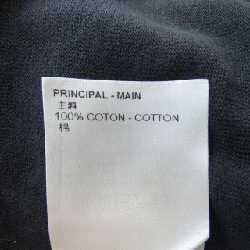 PRINCIPAL - MAIN
主料
100% COTON - COTTON
棉